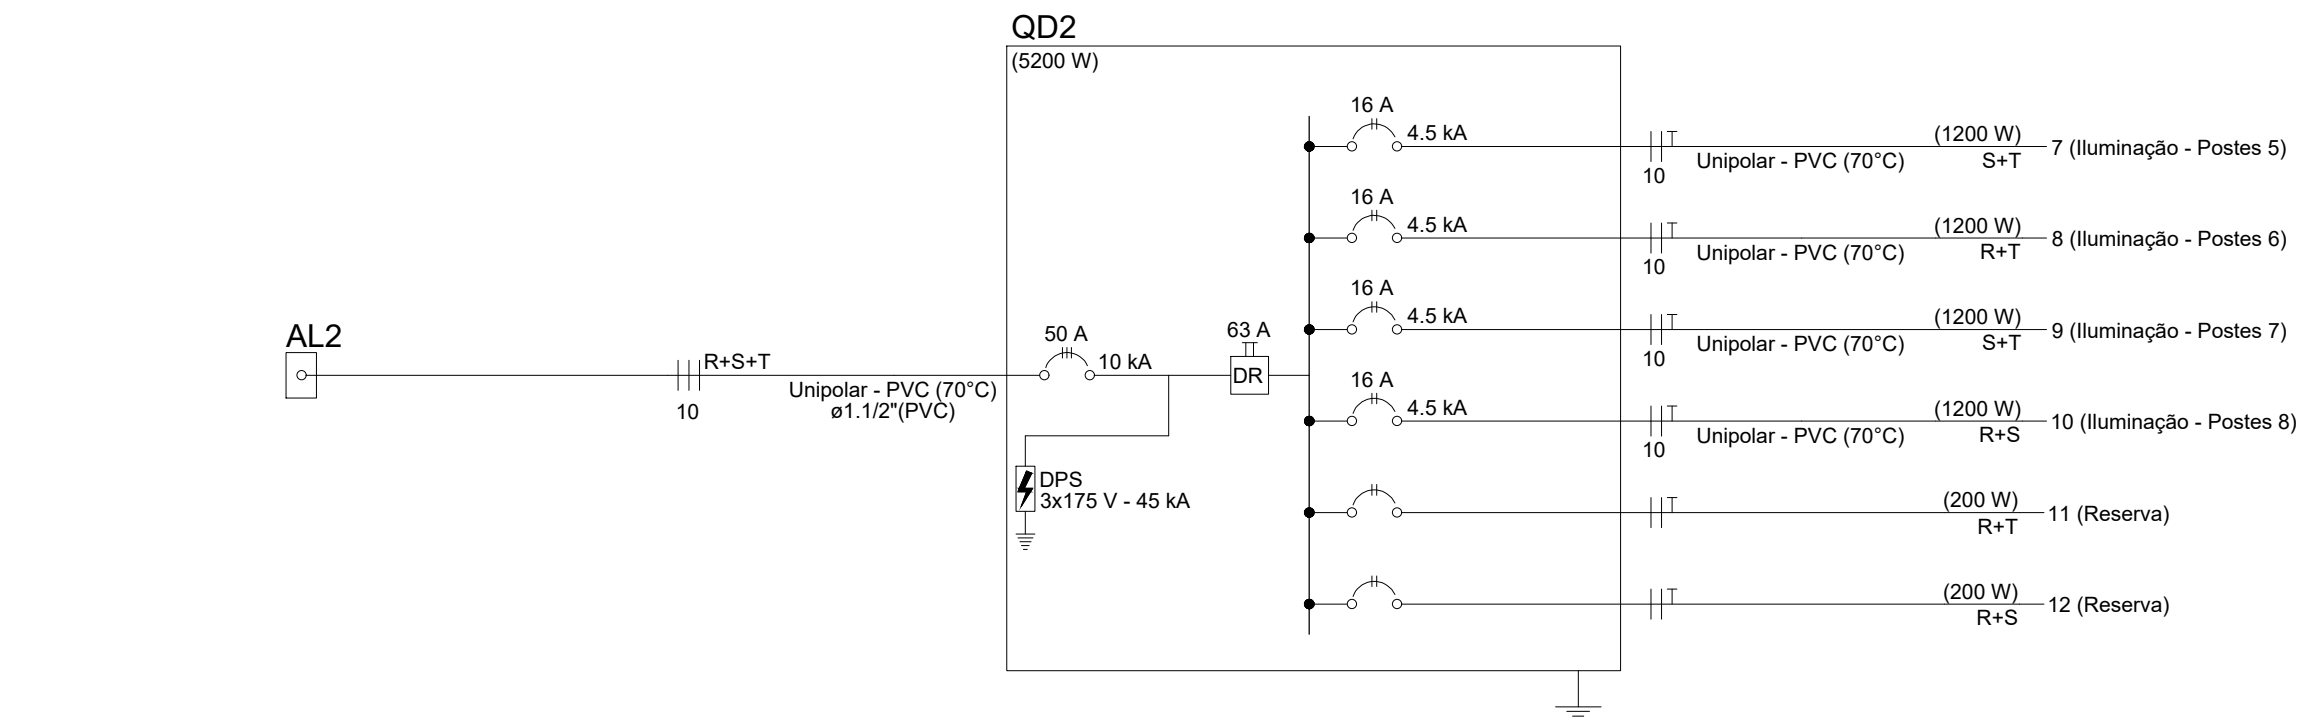 QD2
(5200 W)
16 A
4.5 kA
10
Unipolar - PVC (70°C)
(1200 W)
S+T
7 (Iluminação - Postes 5)
16 A
4.5 kA
10
Unipolar - PVC (70°C)
(1200 W)
R+T
8 (Iluminação - Postes 6)
16 A
4.5 kA
10
Unipolar - PVC (70°C)
(1200 W)
S+T
9 (Iluminação - Postes 7)
AL2
R+S+T
10
Unipolar - PVC (70°C)
ø1.1/2"(PVC)
50 A
10 kA
63 A
DR
16 A
4.5 kA
10
Unipolar - PVC (70°C)
(1200 W)
R+S
10 (Iluminação - Postes 8)
DPS
3x175 V - 45 kA
(200 W)
R+T
11 (Reserva)
(200 W)
R+S
12 (Reserva)